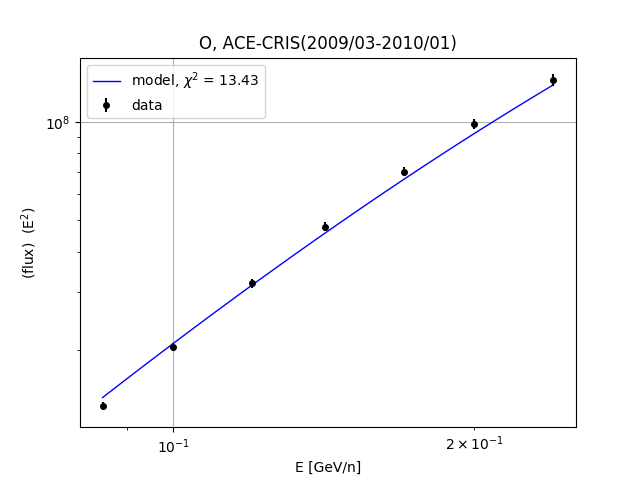 O, ACE-CRIS(2009/03-2010/01)
model, χ² = 13.43
data
10⁸
(flux) (E²)
10⁻¹
2 × 10⁻¹
E [GeV/n]